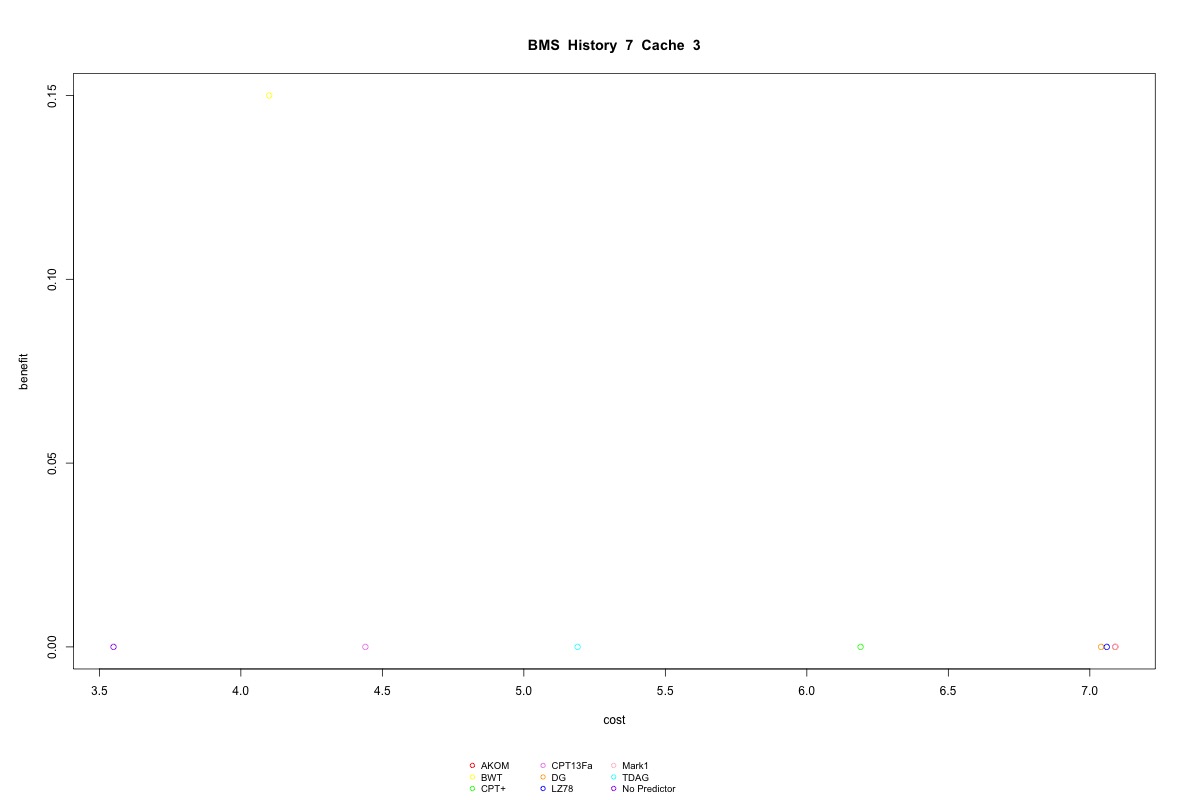 BMS History 7 Cache 3
0.15
0.10
0.05
0.00
benefit
3.5 4.0 4.5 5.0 5.5 6.0 6.5 7.0
cost
AKOM CPT13Fa Mark1
BWT DG TDAG
CPT+ LZ78 No Predictor